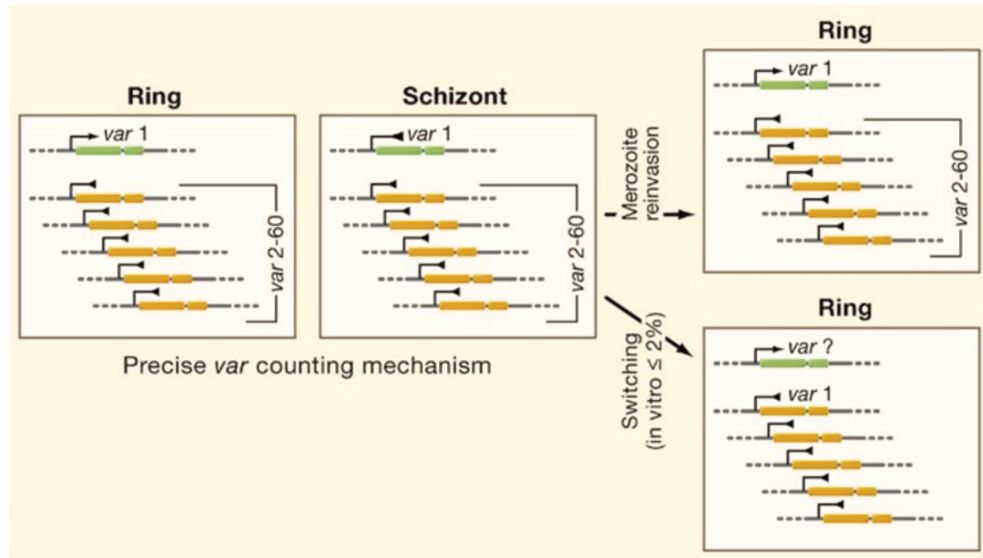 Ring
var 1
var 2-60
Schizont
var 1
var 2-60
Precise var counting mechanism
Merozoite
reinvasion
Switching
(in vitro ≤ 2%)
Ring
var 1
var 2-60
Ring
var ?
var 1